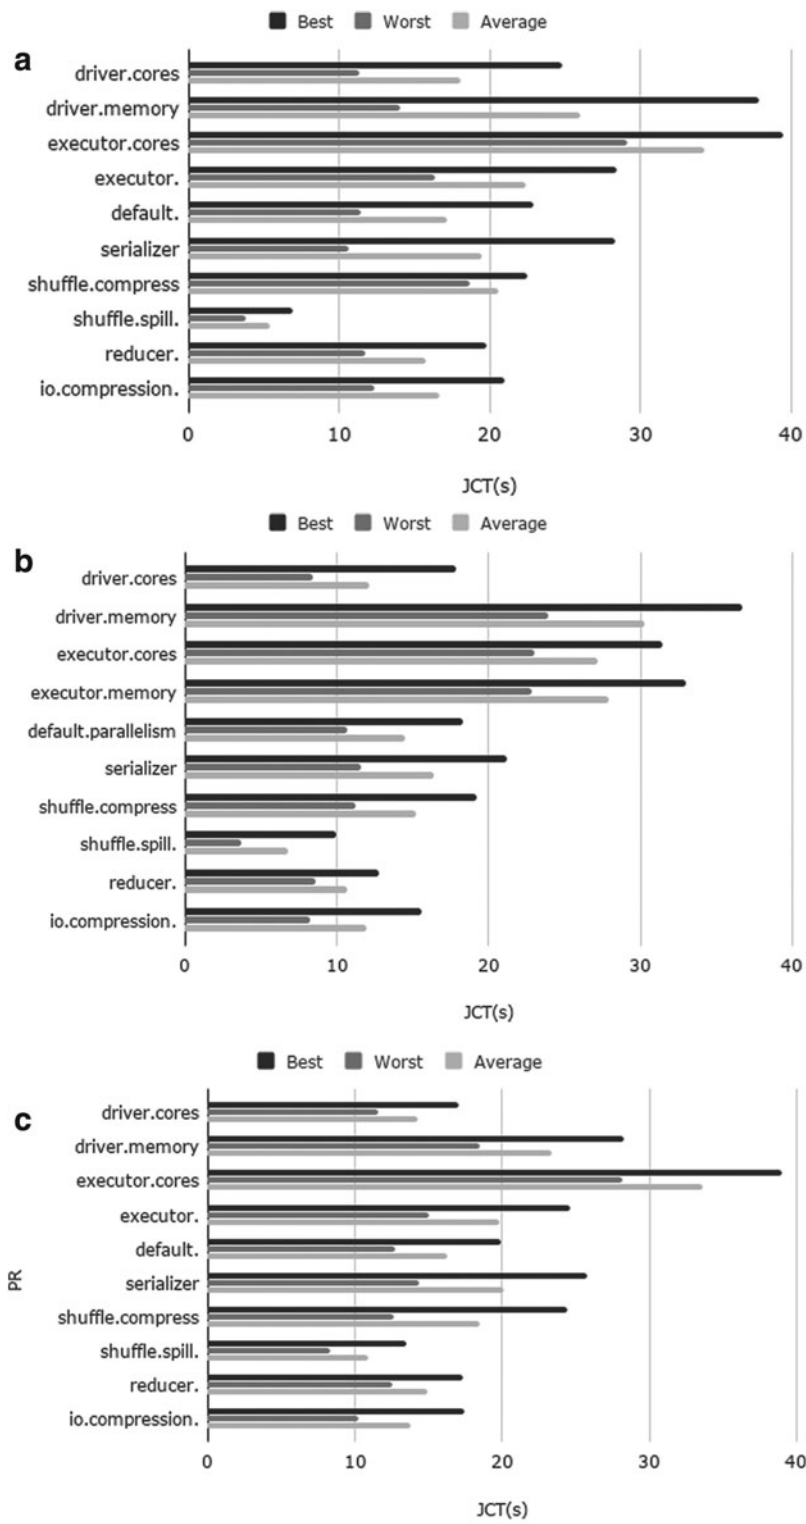 Best Worst Average
a
driver.cores
driver.memory
executor.cores
executor.
default.
serializer
shuffle.compress
shuffle.spill.
reducer.
io.compression.
0 10 20 30 40
JCT(s)
Best Worst Average
b
driver.cores
driver.memory
executor.cores
executor.memory
default.parallelism
serializer
shuffle.compress
shuffle.spill.
reducer.
io.compression.
0 10 20 30 40
JCT(s)
Best Worst Average
c
driver.cores
driver.memory
executor.cores
executor.
default.
PR
serializer
shuffle.compress
shuffle.spill.
reducer.
io.compression.
0 10 20 30 40
JCT(s)